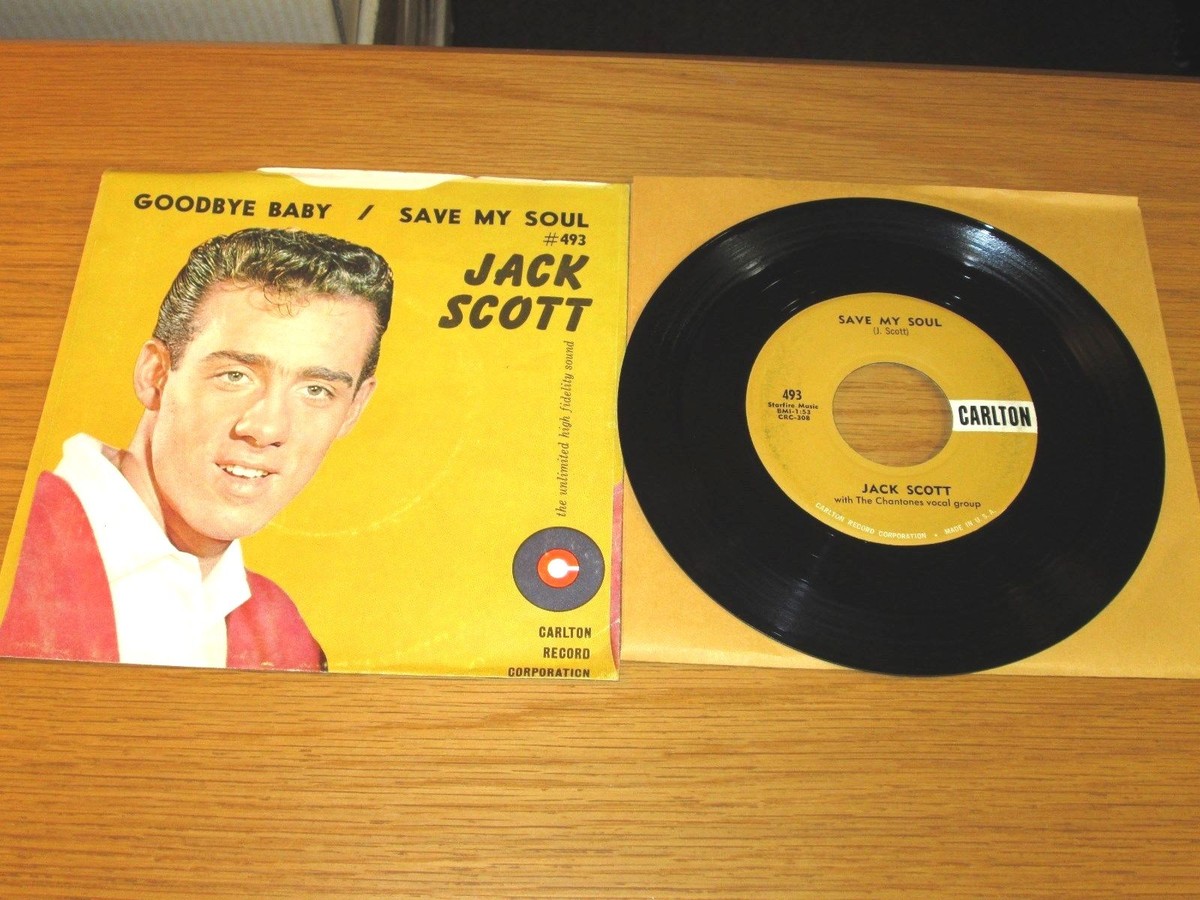 GOODBYE BABY / SAVE MY SOUL
#493
JACK
SCOTT
the unlimited high fidelity sound
C
CARLTON
RECORD
CORPORATION
SAVE MY SOUL
(J. Scott)
493
Starfire Music
BMI-1:53
CRC-308
CARLTON
JACK SCOTT
with The Chantones vocal group
CARLTON RECORD CORPORATION • MADE IN U.S.A.